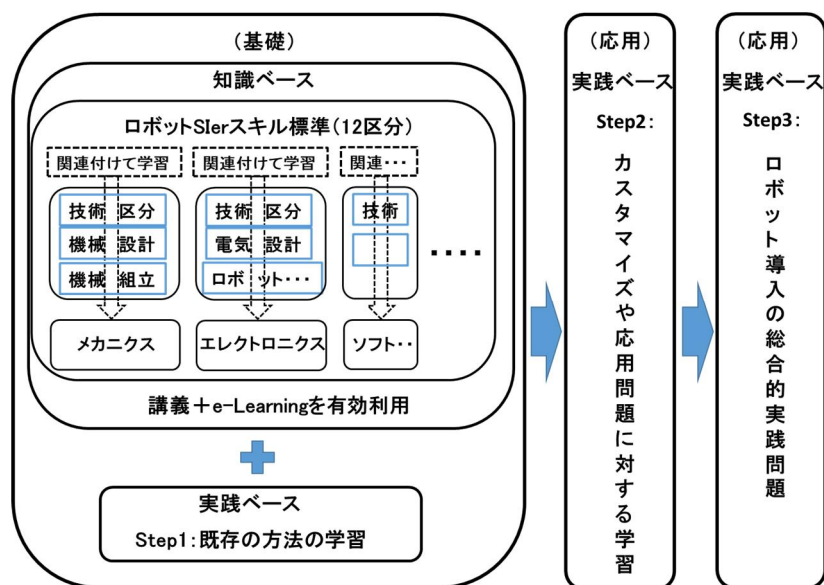 (基礎)
知識ベース
ロボットSIerスキル標準(12区分)
関連付けて学習
技術 区分
機械 設計
機械 組立
メカニクス
関連付けて学習
技術 区分
電気 設計
ロボット・・・
エレクトロニクス
関連・・・
技術
ソフト・・
・・・・
講義+e-Learningを有効利用
実践ベース
Step1:既存の方法の学習
(応用)
実践ベース
Step2:
カスタマイズや応用問題に対する学習
(応用)
実践ベース
Step3:
ロボット導入の総合的実践問題